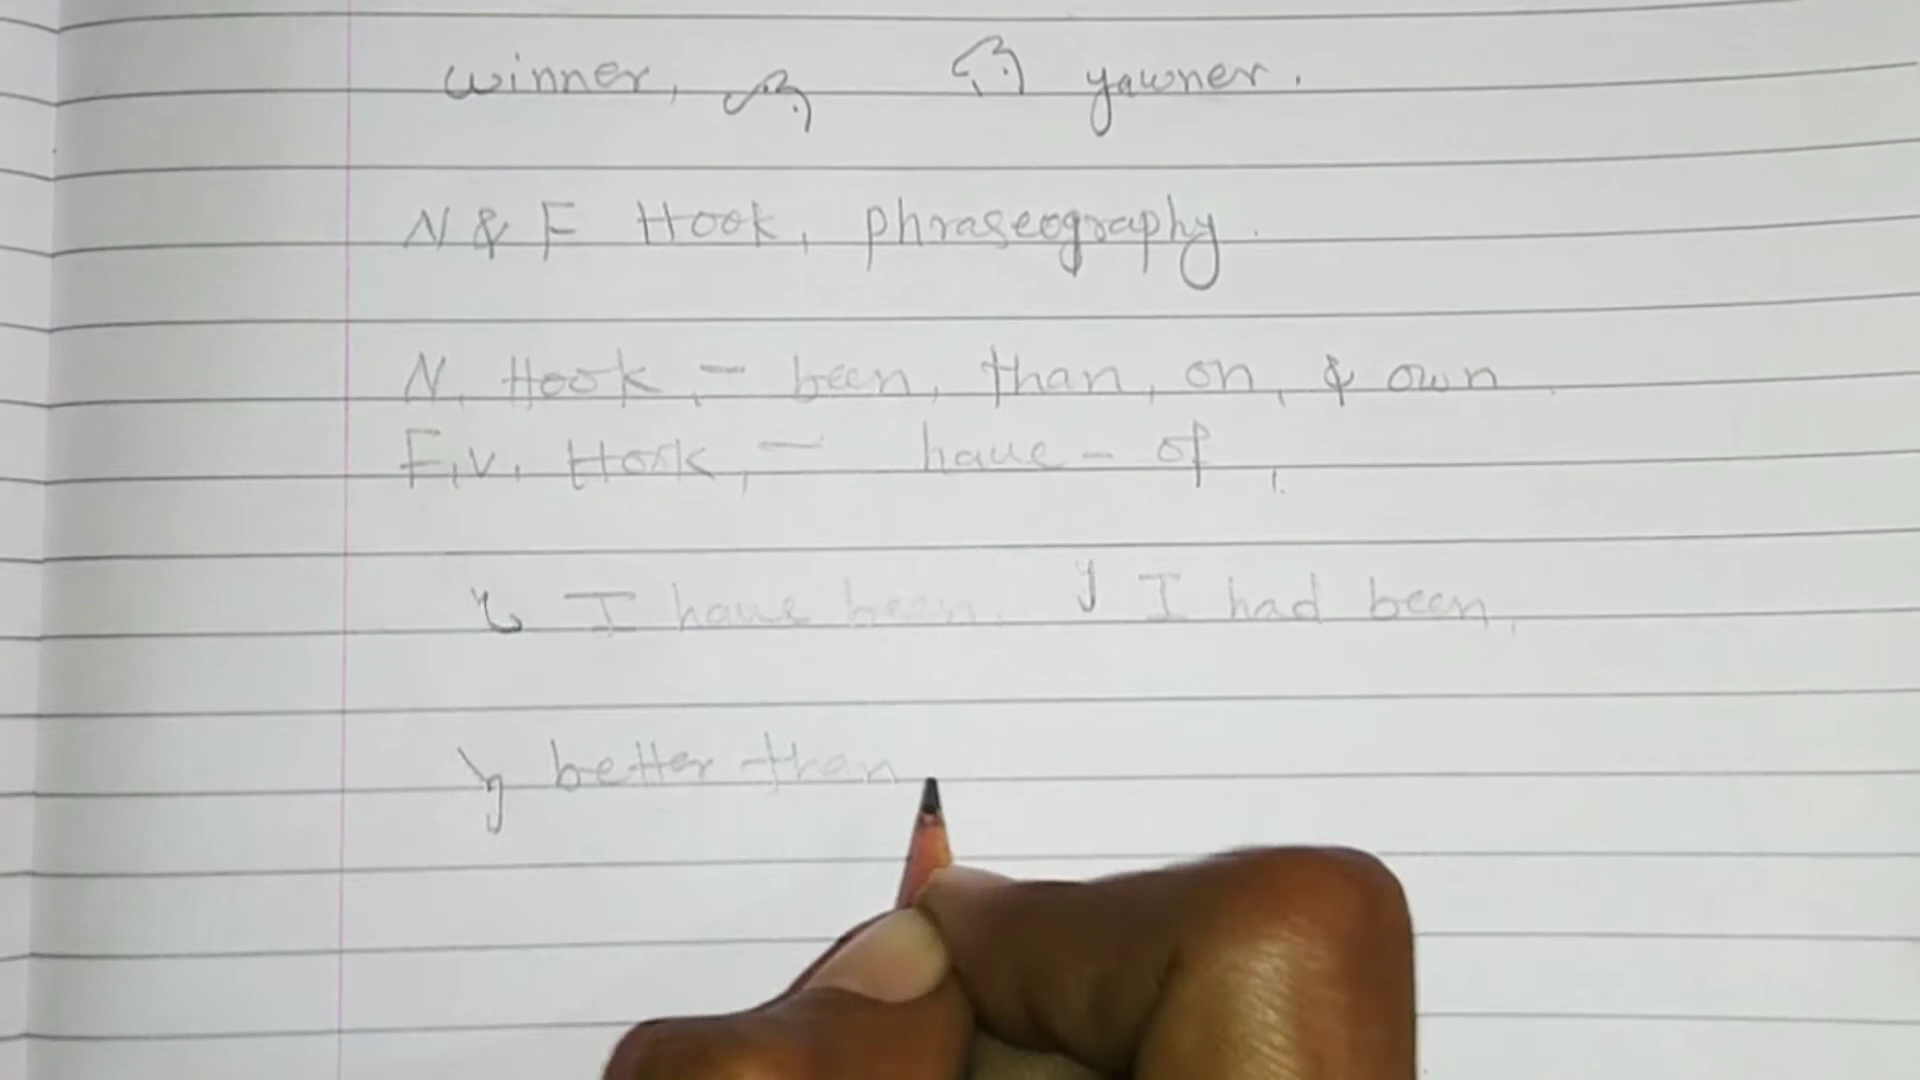 winner, yawner.
N & F Hook, phraseography.
N. Hook, - been, than, on, & own.
F.V. Hook, - have - of,
I have been. I had been,
better than